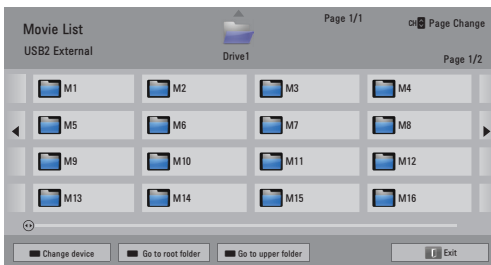 Movie List
Page 1/1
CH Page Change
USB2 External
Drive1
Page 1/2
M1 M2 M3 M4
M5 M6 M7 M8
M9 M10 M11 M12
M13 M14 M15 M16
Change device Go to root folder Go to upper folder Exit